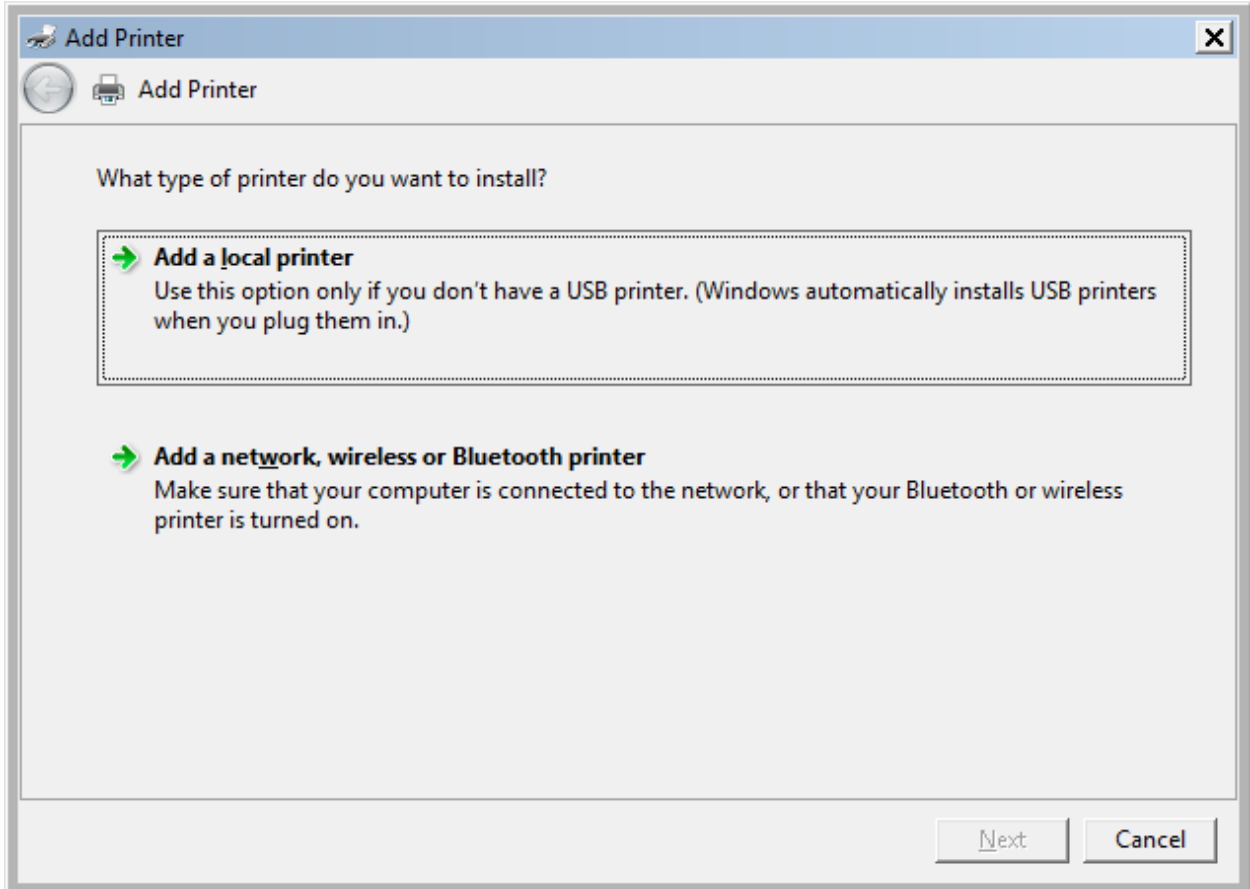 Add Printer
Add Printer
What type of printer do you want to install?
Add a local printer
Use this option only if you don't have a USB printer. (Windows automatically installs USB printers
when you plug them in.)
Add a network, wireless or Bluetooth printer
Make sure that your computer is connected to the network, or that your Bluetooth or wireless
printer is turned on.
Next
Cancel